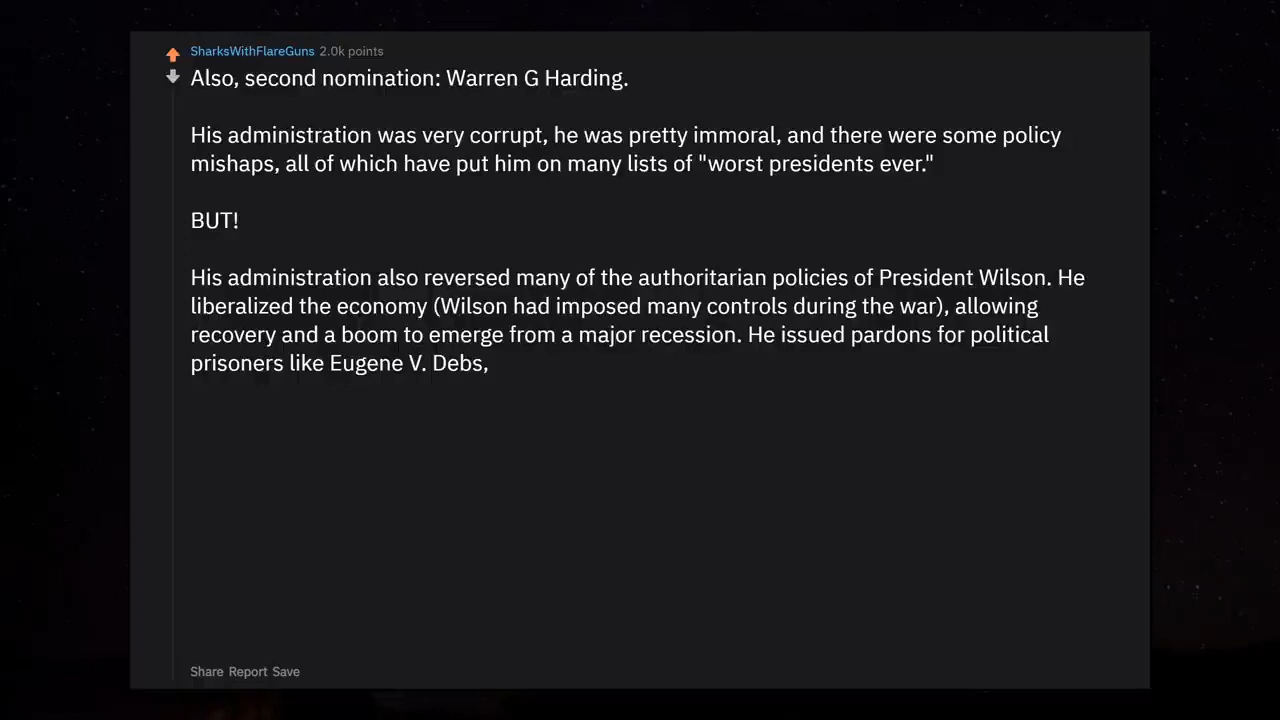 SharksWithFlareGuns 2.0k points
Also, second nomination: Warren G Harding.
His administration was very corrupt, he was pretty immoral, and there were some policy
mishaps, all of which have put him on many lists of "worst presidents ever."
BUT!
His administration also reversed many of the authoritarian policies of President Wilson. He
liberalized the economy (Wilson had imposed many controls during the war), allowing
recovery and a boom to emerge from a major recession. He issued pardons for political
prisoners like Eugene V. Debs,
Share Report Save